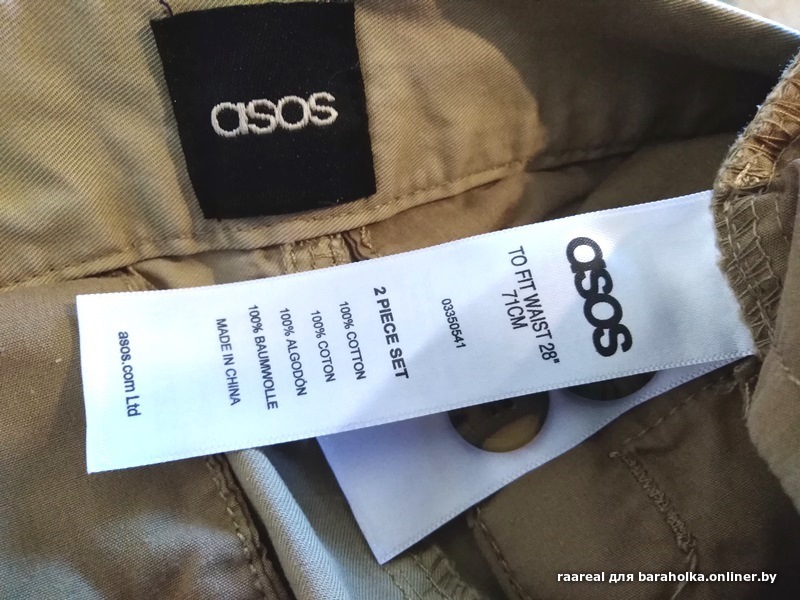 asos
asos
TO FIT WAIST 28"
71CM
03350541
2 PIECE SET
100% COTTON
100% COTON
100% ALGODÓN
100% BAUMWOLLE
MADE IN CHINA
asos.com Ltd
raareal для baraholka.onliner.by